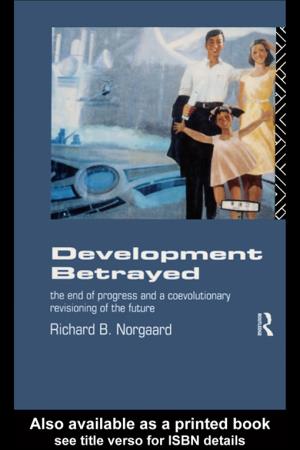 Development
Betrayed
the end of progress and a coevolutionary
revisioning of the future
Richard B. Norgaard
Also available as a printed book
see title verso for ISBN details